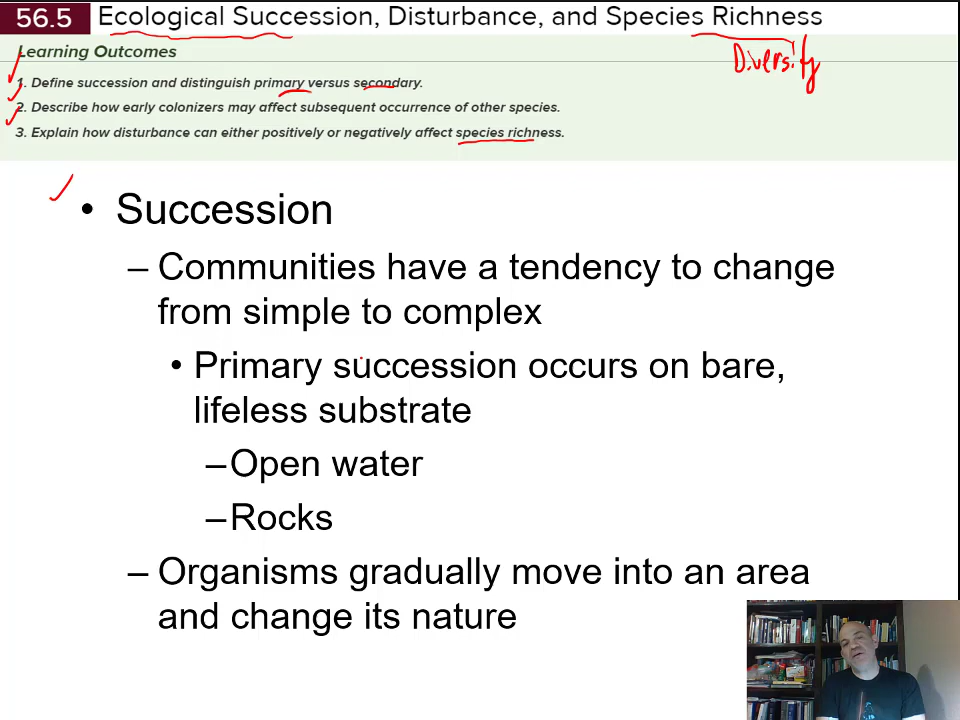 56.5 Ecological Succession, Disturbance, and Species Richness
Diversity
Learning Outcomes
1. Define succession and distinguish primary versus secondary.
2. Describe how early colonizers may affect subsequent occurrence of other species.
3. Explain how disturbance can either positively or negatively affect species richness.
• Succession
– Communities have a tendency to change
from simple to complex
• Primary succession occurs on bare,
lifeless substrate
–Open water
–Rocks
– Organisms gradually move into an area
and change its nature